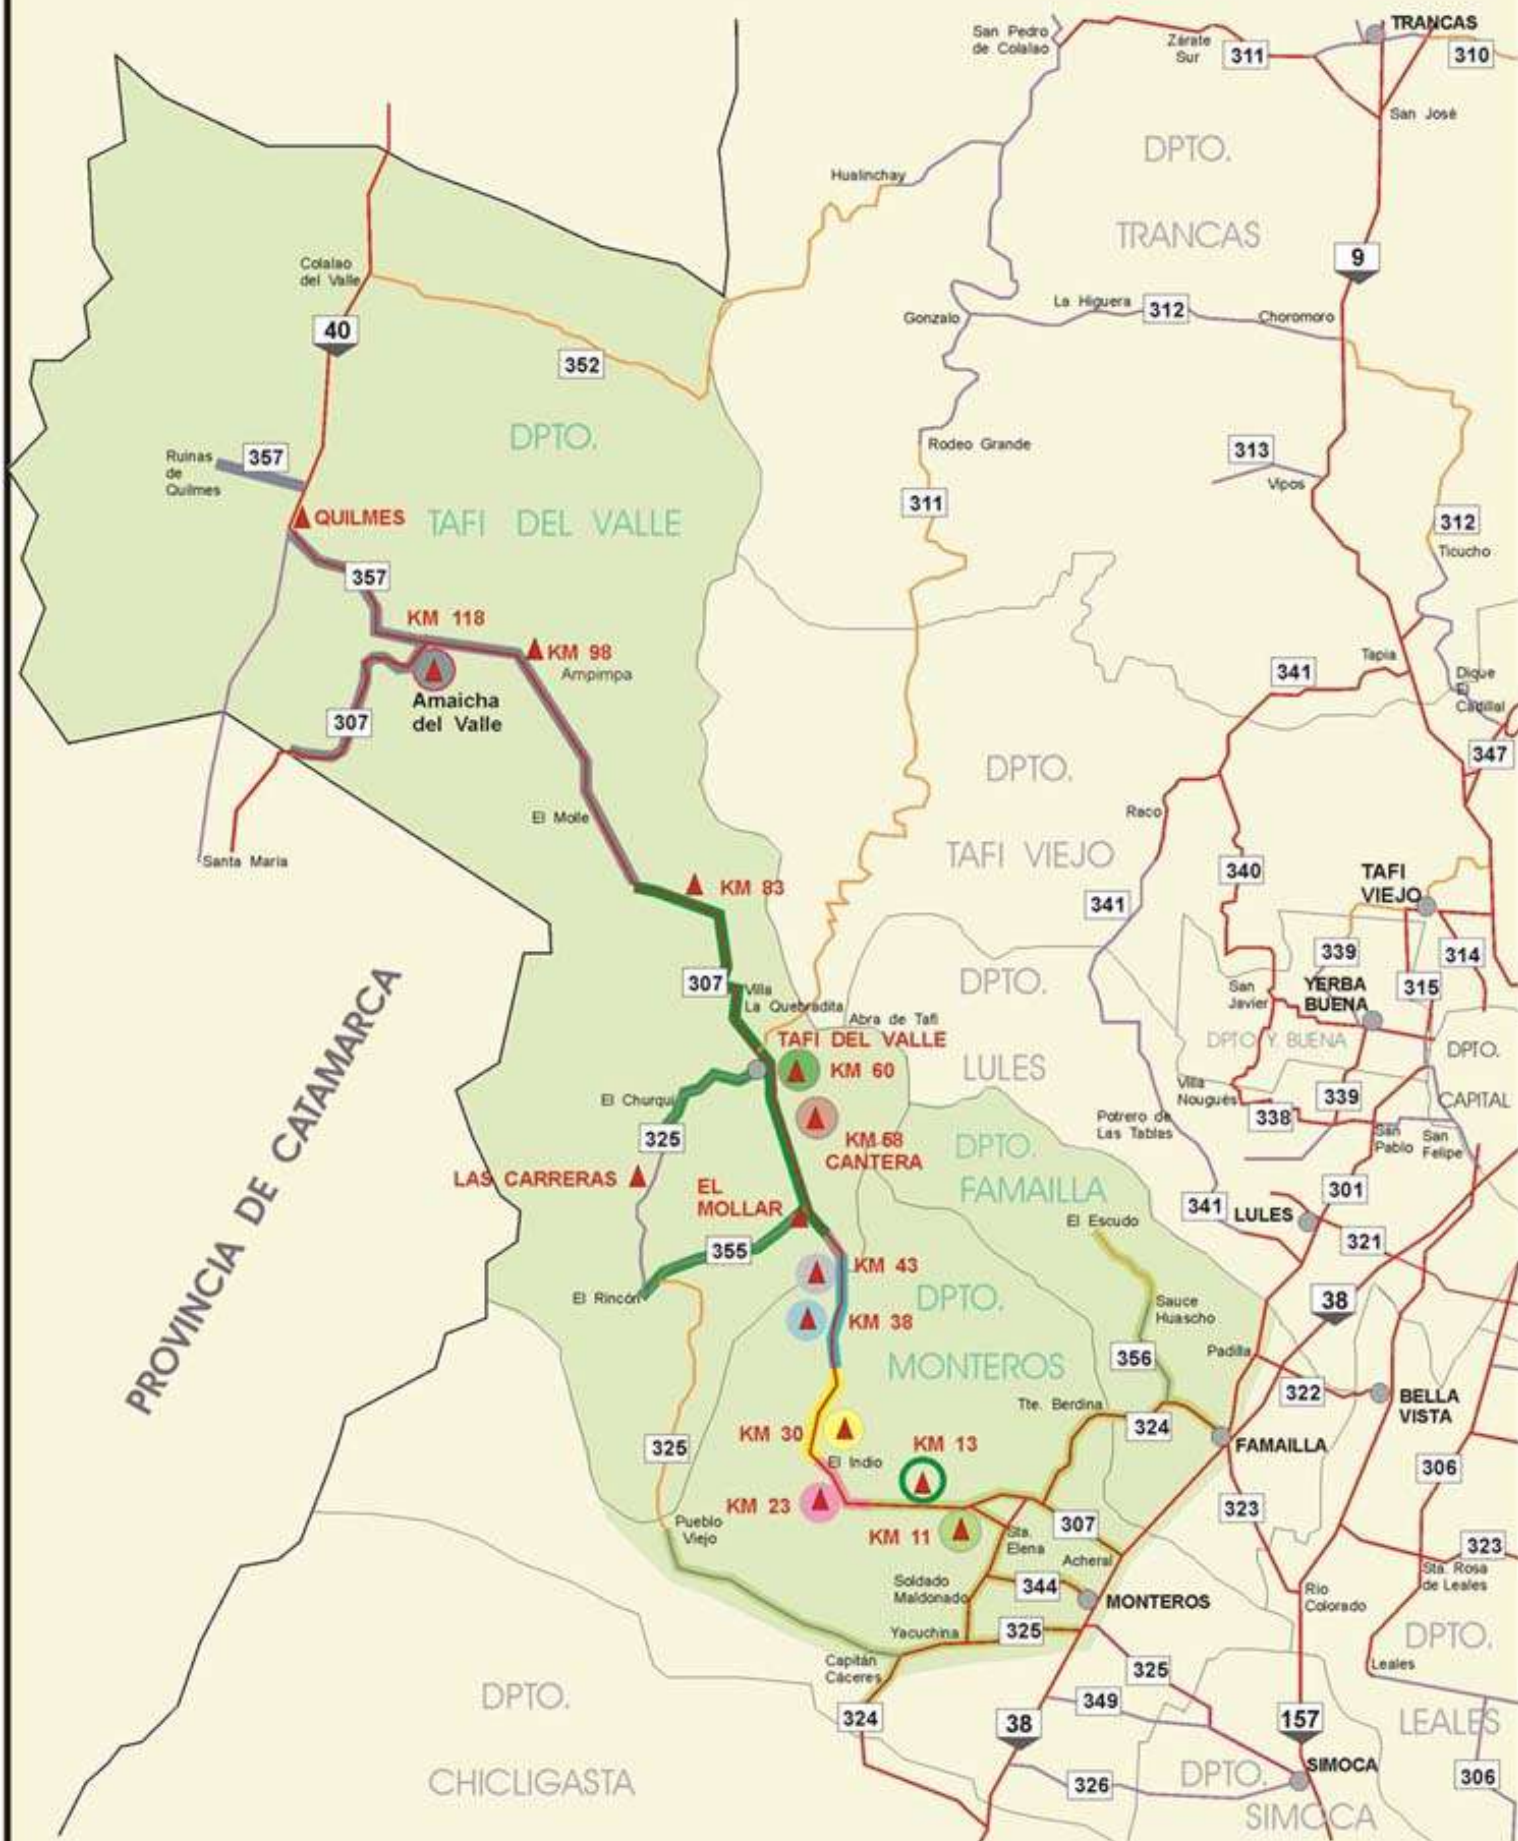 TRANCAS
San Pedro
de Colalao
Zárate
Sur
311
310
San José
DPTO.
TRANCAS
Hualinchay
9
Colalao
del Valle
40
352
Gonzalo
La Higuera
312
Choromoro
DPTO.
TAFI DEL VALLE
Ruinas
de
Quilmes
357
QUILMES
Rodeo Grande
311
313
Vipos
312
Ticucho
357
KM 118
KM 98
Ampimpa
Amaicha
del Valle
307
Santa Maria
El Molle
Tapia
341
Dique
El
Cadillal
347
DPTO.
TAFI VIEJO
Raco
340
TAFI
VIEJO
341
339
314
KM 83
307
Villa
La Quebradita
Abra de Tafi
DPTO.
LULES
San
Javier
YERBA
BUENA
315
DPTO Y. BUENA
DPTO.
CAPITAL
TAFI DEL VALLE
KM 60
El Churqui
325
KM 58
CANTERA
LAS CARRERAS
EL
MOLLAR
355
El Rincón
Villa
Nougués
338
339
San
Pablo
San
Felipe
Potrero de
Las Tables
DPTO.
FAMAILLA
El Escudo
341
LULES
301
321
PROVINCIA DE CATAMARCA
KM 43
KM 38
DPTO.
MONTEROS
Sauce
Huascho
356
Padilla
38
322
BELLA
VISTA
Tte. Berdina
324
FAMAILLA
325
KM 30
El Indio
KM 13
KM 23
KM 11
306
323
Pueblo
Viejo
Sta.
Elena
307
Acheral
323
Sta. Rosa
de Leales
Soldado
Maldonado
344
MONTEROS
Rio
Colorado
Yacuchina
325
DPTO.
LEALES
Leales
Capitán
Cáceres
325
324
349
38
157
DPTO.
CHICLIGASTA
326
DPTO.
SIMOCA
SIMOCA
306